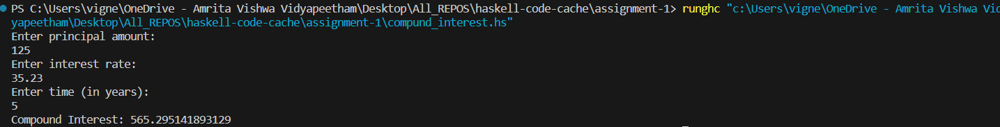 PS C:\Users\vigne\OneDrive - Amrita Vishwa Vidyapeetham\Desktop\All_REPOS\haskell-code-cache\assignment-1> runghc "c:\Users\vigne\OneDrive - Amrita Vishwa Vid
yapeetham\Desktop\All_REPOS\haskell-code-cache\assignment-1\compund_interest.hs"
Enter principal amount:
125
Enter interest rate:
35.23
Enter time (in years):
5
Compound Interest: 565.295141893129